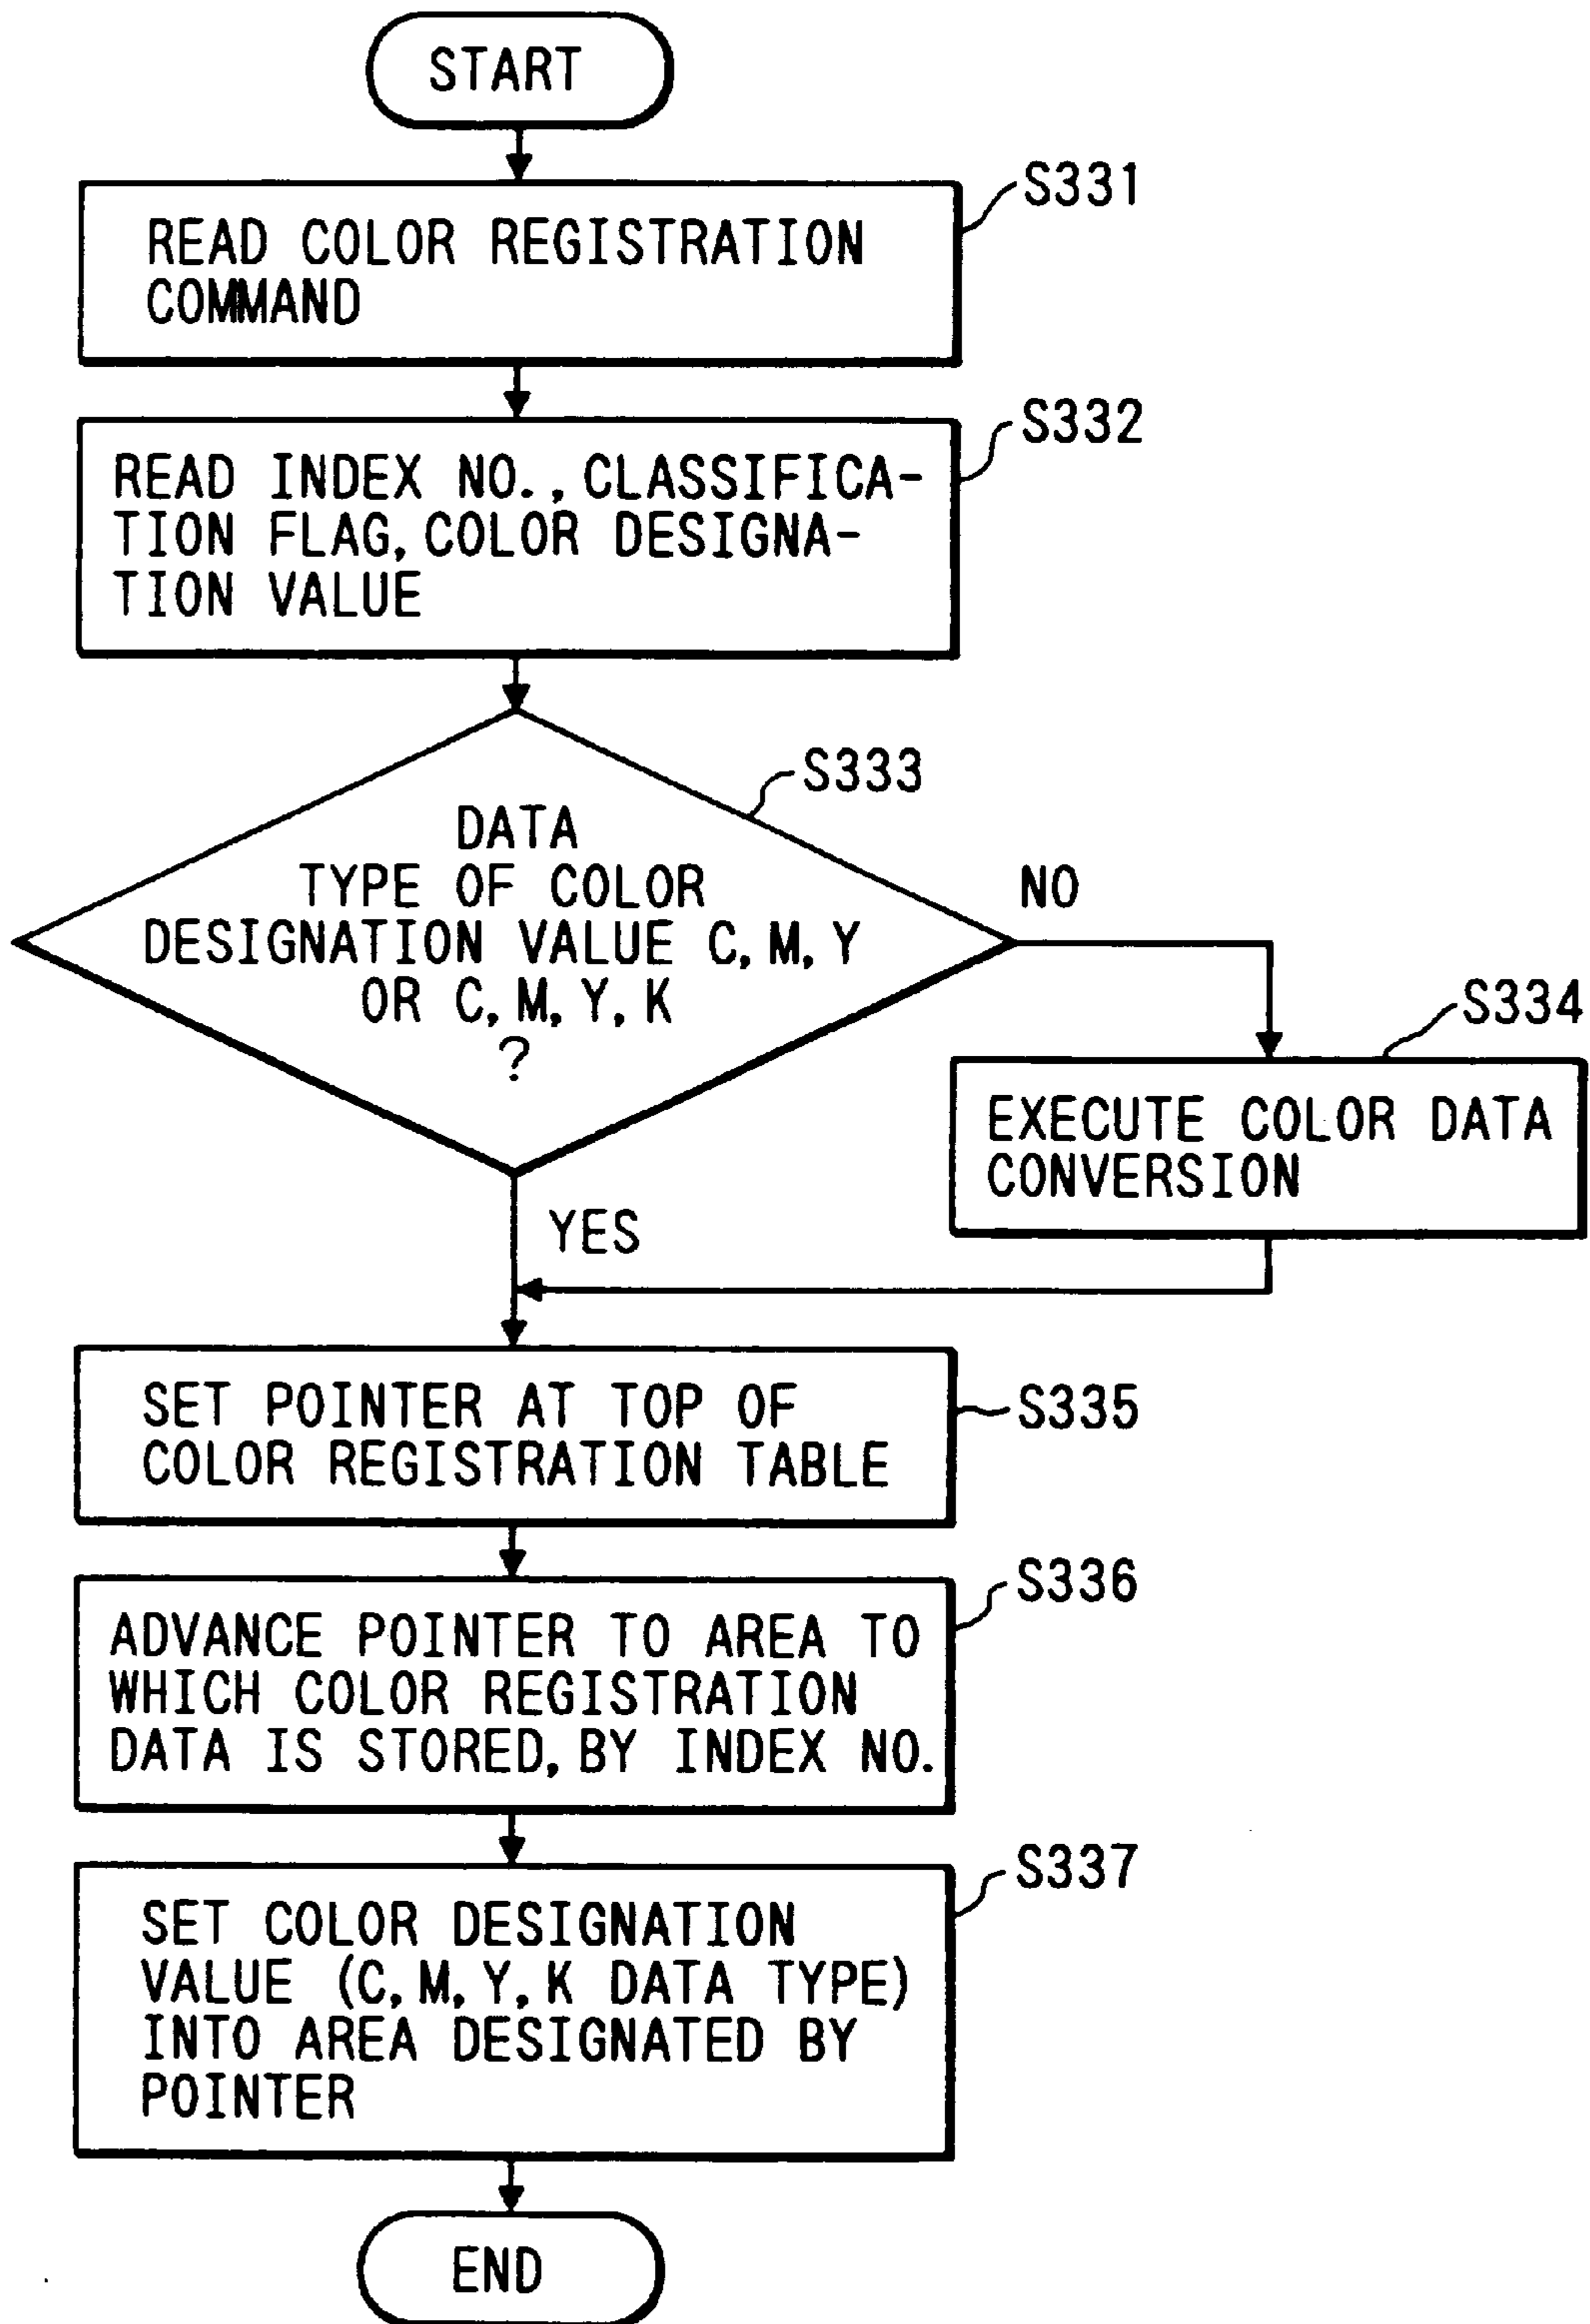 START
S331
READ COLOR REGISTRATION
COMMAND
S332
READ INDEX NO., CLASSIFICA-
TION FLAG, COLOR DESIGNA-
TION VALUE
S333
DATA
TYPE OF COLOR
DESIGNATION VALUE C, M, Y
OR C, M, Y, K
?
NO
S334
EXECUTE COLOR DATA
CONVERSION
YES
SET POINTER AT TOP OF
COLOR REGISTRATION TABLE
S335
S336
ADVANCE POINTER TO AREA TO
WHICH COLOR REGISTRATION
DATA IS STORED, BY INDEX NO.
S337
SET COLOR DESIGNATION
VALUE (C, M, Y, K DATA TYPE)
INTO AREA DESIGNATED BY
POINTER
END